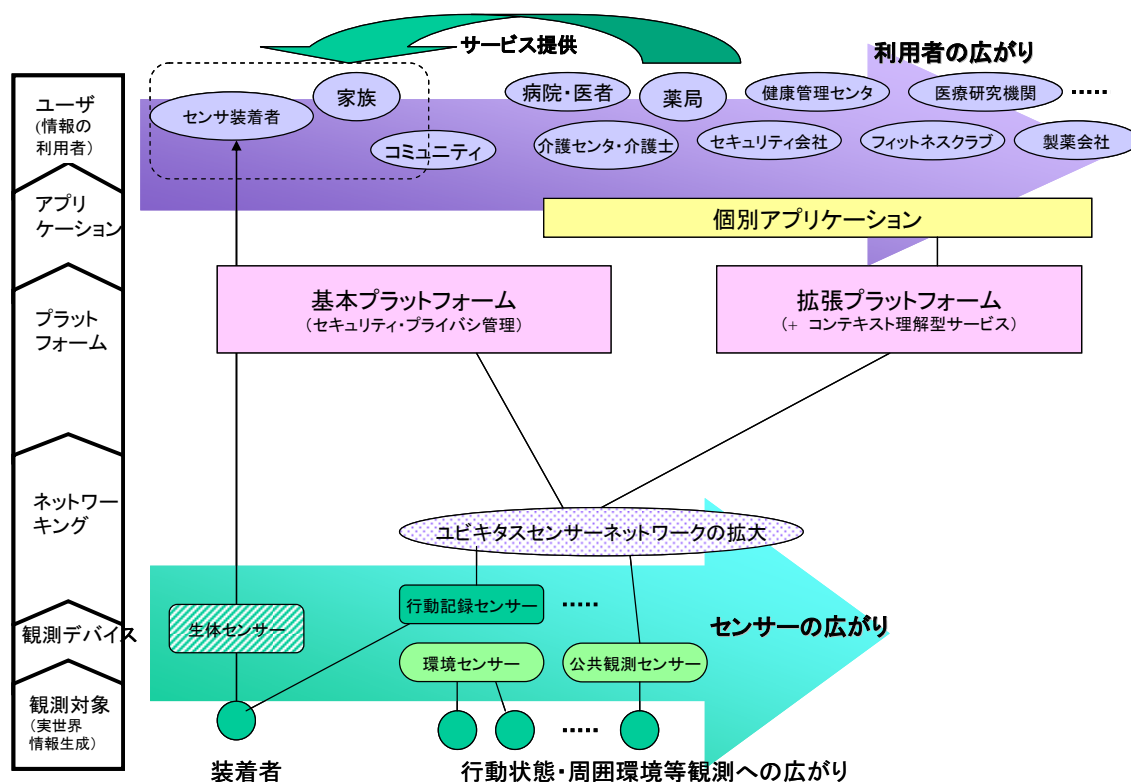 サービス提供
利用者の広がり
ユーザ
(情報の
利用者)
センサ装着者
家族
コミュニティ
病院・医者
薬局
健康管理センタ
医療研究機関
・・・・・
介護センタ・介護士
セキュリティ会社
フィットネスクラブ
製薬会社
アプリ
ケーション
個別アプリケーション
プラット
フォーム
基本プラットフォーム
(セキュリティ・プライバシ管理)
拡張プラットフォーム
(+ コンテキスト理解型サービス)
ネットワー
キング
ユビキタスセンサーネットワークの拡大
観測デバイス
生体センサー
行動記録センサー
・・・・・
センサーの広がり
環境センサー
公共観測センサー
観測対象
(実世界
情報生成)
・・・・・
装着者
行動状態・周囲環境等観測への広がり